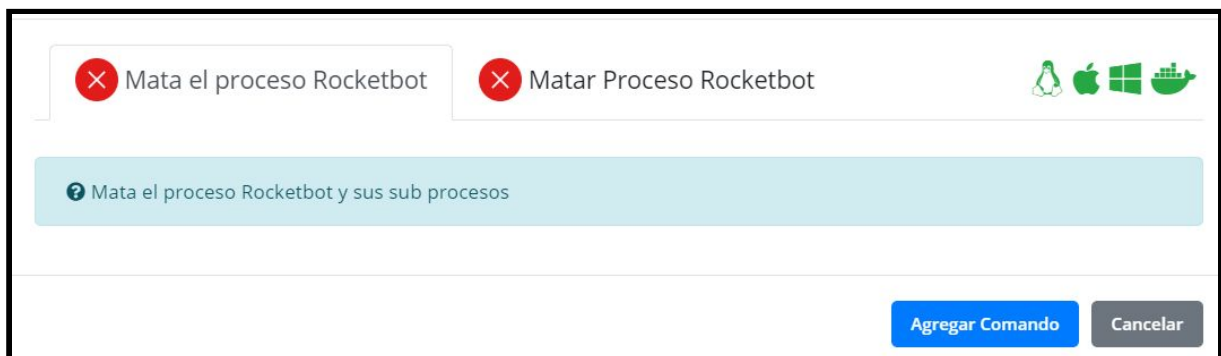 Mata el proceso Rocketbot
Matar Proceso Rocketbot
Mata el proceso Rocketbot y sus sub procesos
Agregar Comando
Cancelar